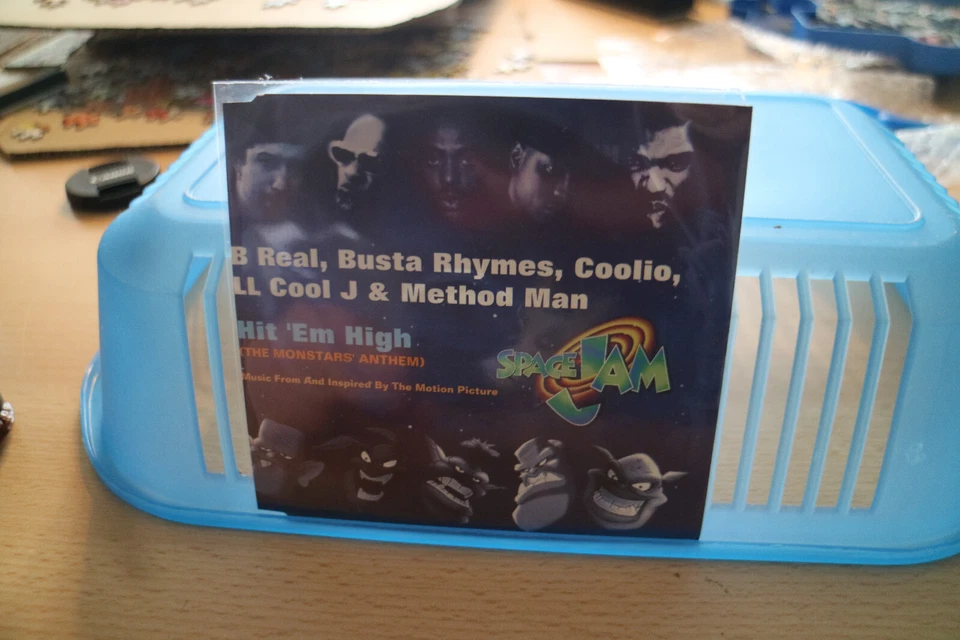 B Real, Busta Rhymes, Coolio,
LL Cool J & Method Man
Hit 'Em High
(THE MONSTARS' ANTHEM)
Music From And Inspired By The Motion Picture
SPACE JAM